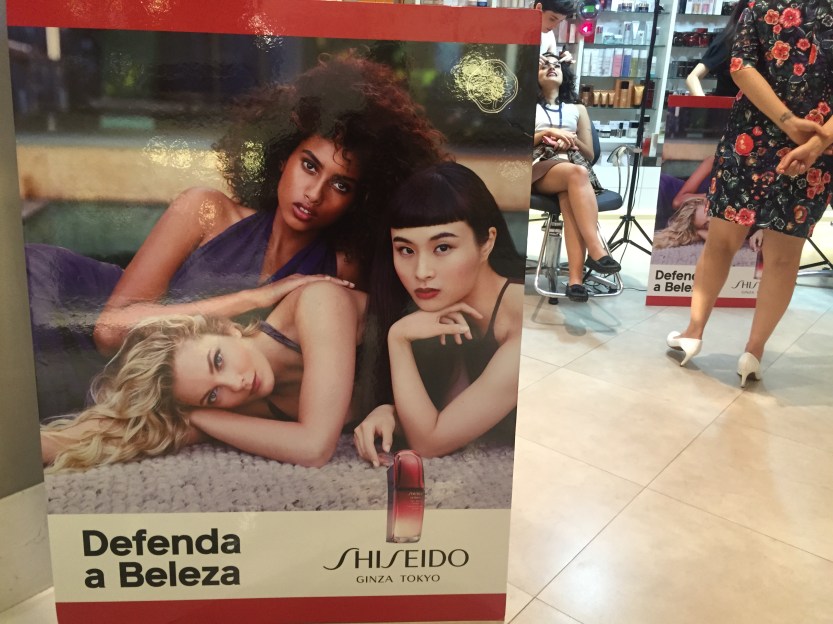 Defenda
a Beleza
SHISEIDO
GINZA TOKYO
Defenda
a Beleza